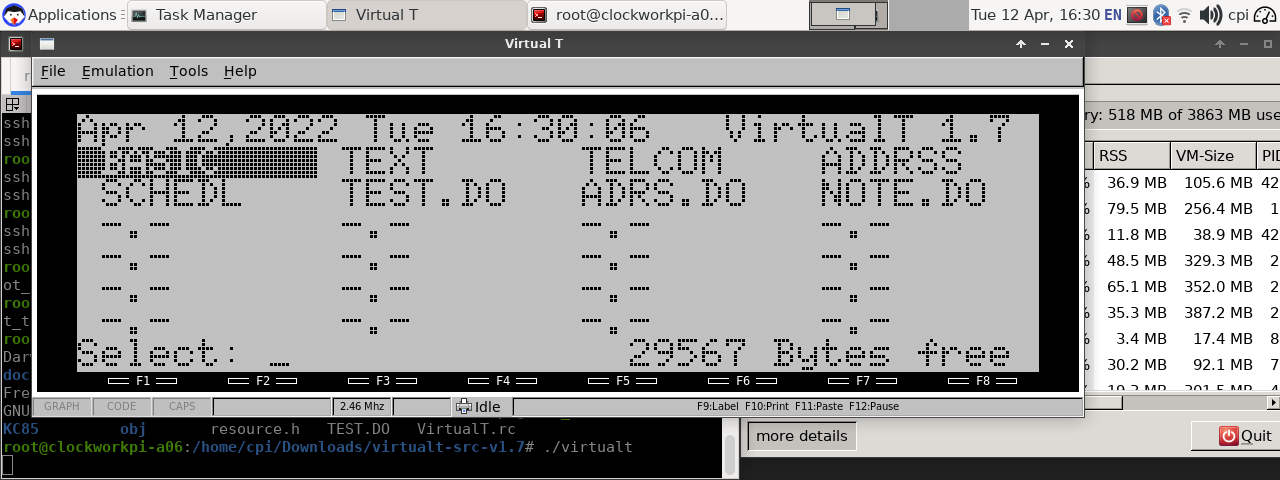 Applications Task Manager Virtual T root@clockworkpi-a0... Tue 12 Apr, 16:30 EN cpi
Virtual T
File Emulation Tools Help
Apr 12,2022 Tue 16:30:06 VirtualT 1.7
BASIC TEXT TELCOM ADDRSS
SCHEDL TEST.DO ADRS.DO NOTE.DO
--.-- --.-- --.-- --.--
--.-- --.-- --.-- --.--
--.-- --.-- --.-- --.--
--.-- --.-- --.-- --.--
Select: _ 29567 Bytes free
F1 F2 F3 F4 F5 F6 F7 F8
GRAPH CODE CAPS 2.46 Mhz Idle F9:Label F10:Print F11:Paste F12:Pause
ssh
ssh
roo
ssh
ssh
roo
ssh
ssh
roo
ot_
roo
t_t
roo
Dar
doc
Fre
GNU
KC85 obj resource.h TEST.DO VirtualT.rc
root@clockworkpi-a06:/home/cpi/Downloads/virtualt-src-v1.7# ./virtualt
ry: 518 MB of 3863 MB use
RSS VM-Size PID
% 36.9 MB 105.6 MB 42
% 79.5 MB 256.4 MB 1
% 11.8 MB 38.9 MB 42
% 48.5 MB 329.3 MB 2
% 65.1 MB 352.0 MB 2
% 35.3 MB 387.2 MB 2
% 3.4 MB 17.4 MB 8
% 30.2 MB 92.1 MB 7
% 19.3 MB 301.5 MB
more details Quit